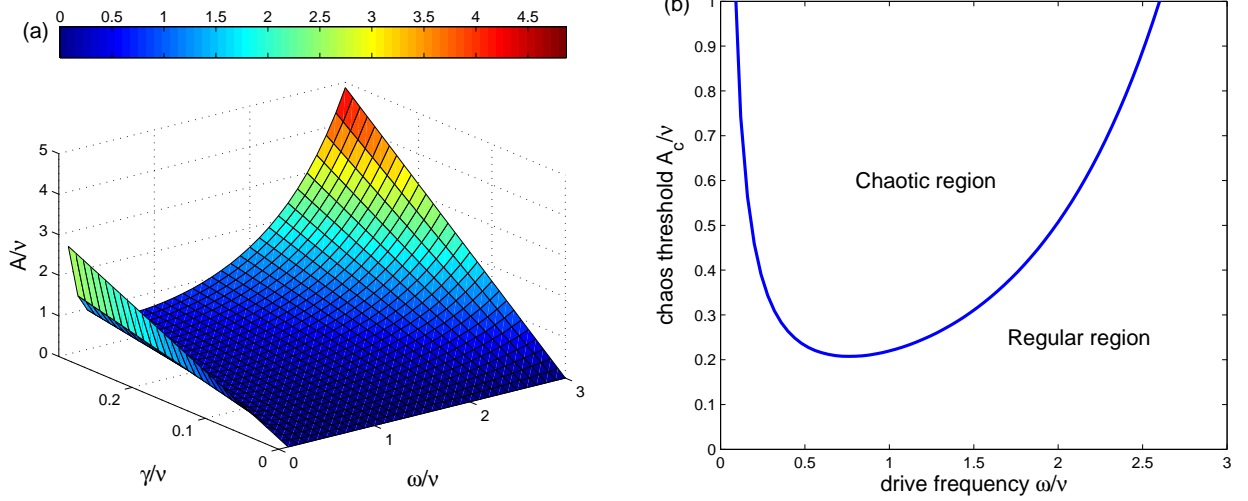 (a)
0 0.5 1 1.5 2 2.5 3 3.5 4 4.5
A/ν
5
4
3
2
1
0
0.2
0.1
0
γ/ν
0
1
2
3
ω/ν
(b)
chaos threshold A_c/ν
1
0.9
0.8
0.7
0.6
0.5
0.4
0.3
0.2
0.1
0
Chaotic region
Regular region
0 0.5 1 1.5 2 2.5 3
drive frequency ω/ν